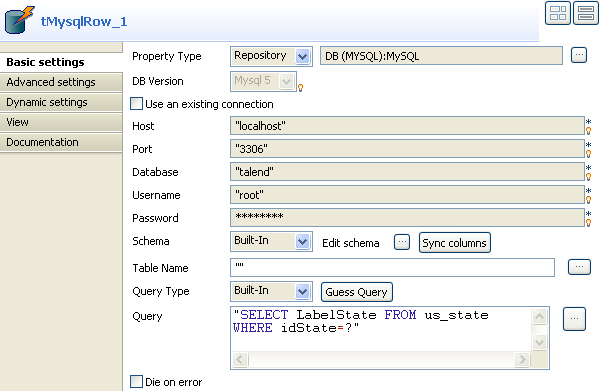 tMysqlRow_1
Basic settings
Advanced settings
Dynamic settings
View
Documentation
Property Type Repository DB (MYSQL):MySQL ...
DB Version Mysql 5
Use an existing connection
Host "localhost" *
Port "3306" *
Database "talend" *
Username "root" *
Password ******** *
Schema Built-In Edit schema ... Sync columns
Table Name "" ...
Query Type Built-In Guess Query
Query "SELECT LabelState FROM us_state ...
WHERE idState=?"
Die on error